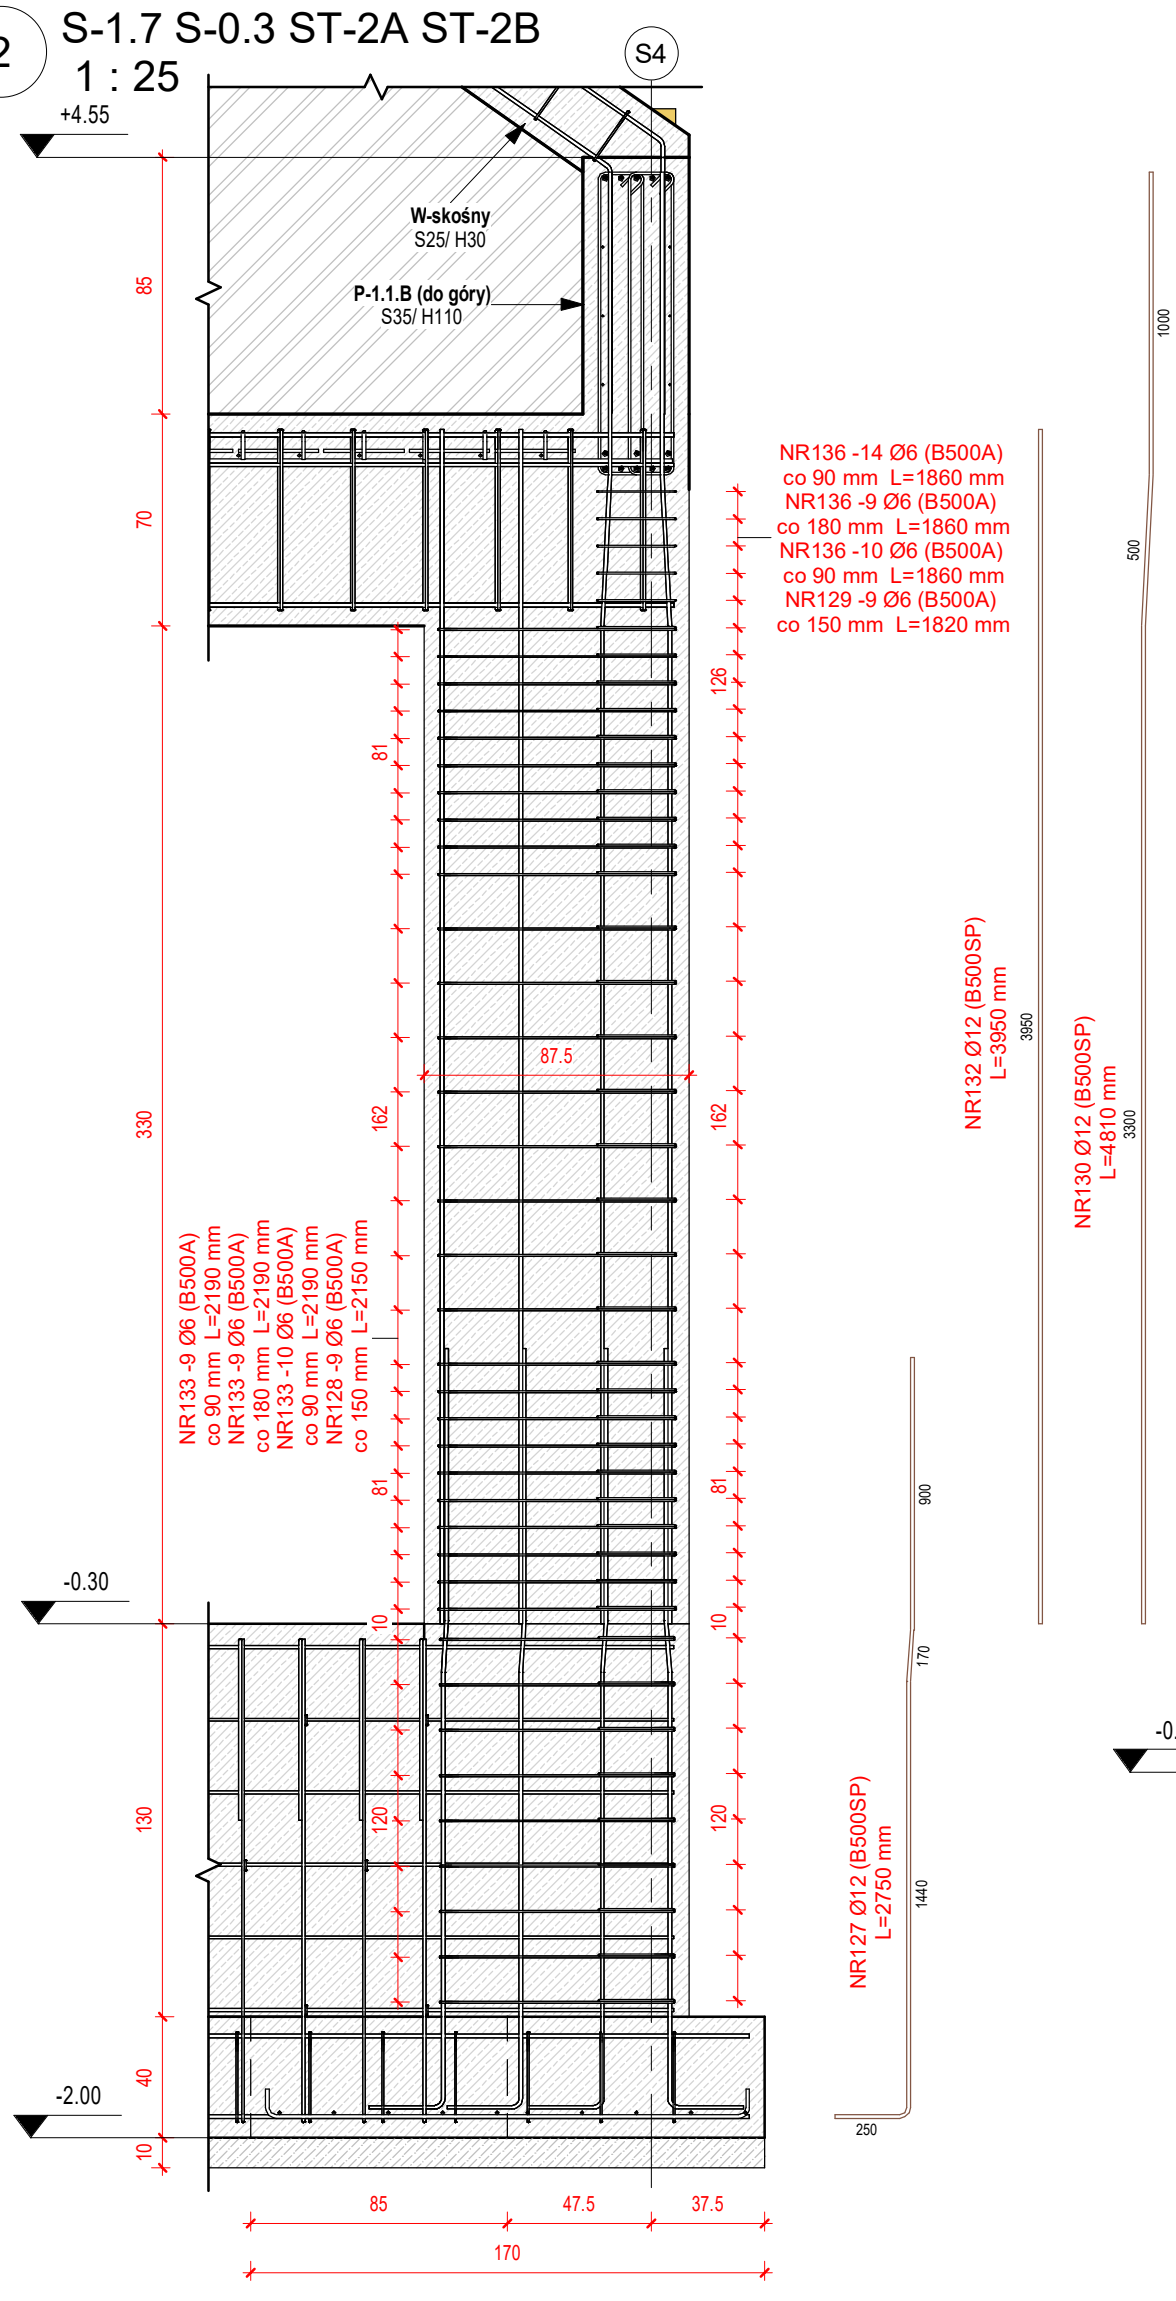 2
S-1.7 S-0.3 ST-2A ST-2B
1 : 25
S4
+4.55
W-skośny
S25/ H30
P-1.1.B (do góry)
S35/ H110
85
70
330
130
40
10
NR136 -14 Ø6 (B500A)
co 90 mm L=1860 mm
NR136 -9 Ø6 (B500A)
co 180 mm L=1860 mm
NR136 -10 Ø6 (B500A)
co 90 mm L=1860 mm
NR129 -9 Ø6 (B500A)
co 150 mm L=1820 mm
81
162
81
10
120
87.5
126
162
81
10
120
NR133 -9 Ø6 (B500A)
co 90 mm L=2190 mm
NR133 -9 Ø6 (B500A)
co 180 mm L=2190 mm
NR133 -10 Ø6 (B500A)
co 90 mm L=2190 mm
NR128 -9 Ø6 (B500A)
co 150 mm L=2150 mm
-0.30
-2.00
NR132 Ø12 (B500SP)
L=3950 mm
3950
NR130 Ø12 (B500SP)
L=4810 mm
1000
500
3300
NR127 Ø12 (B500SP)
L=2750 mm
900
170
1440
250
-0.
85
47.5
37.5
170